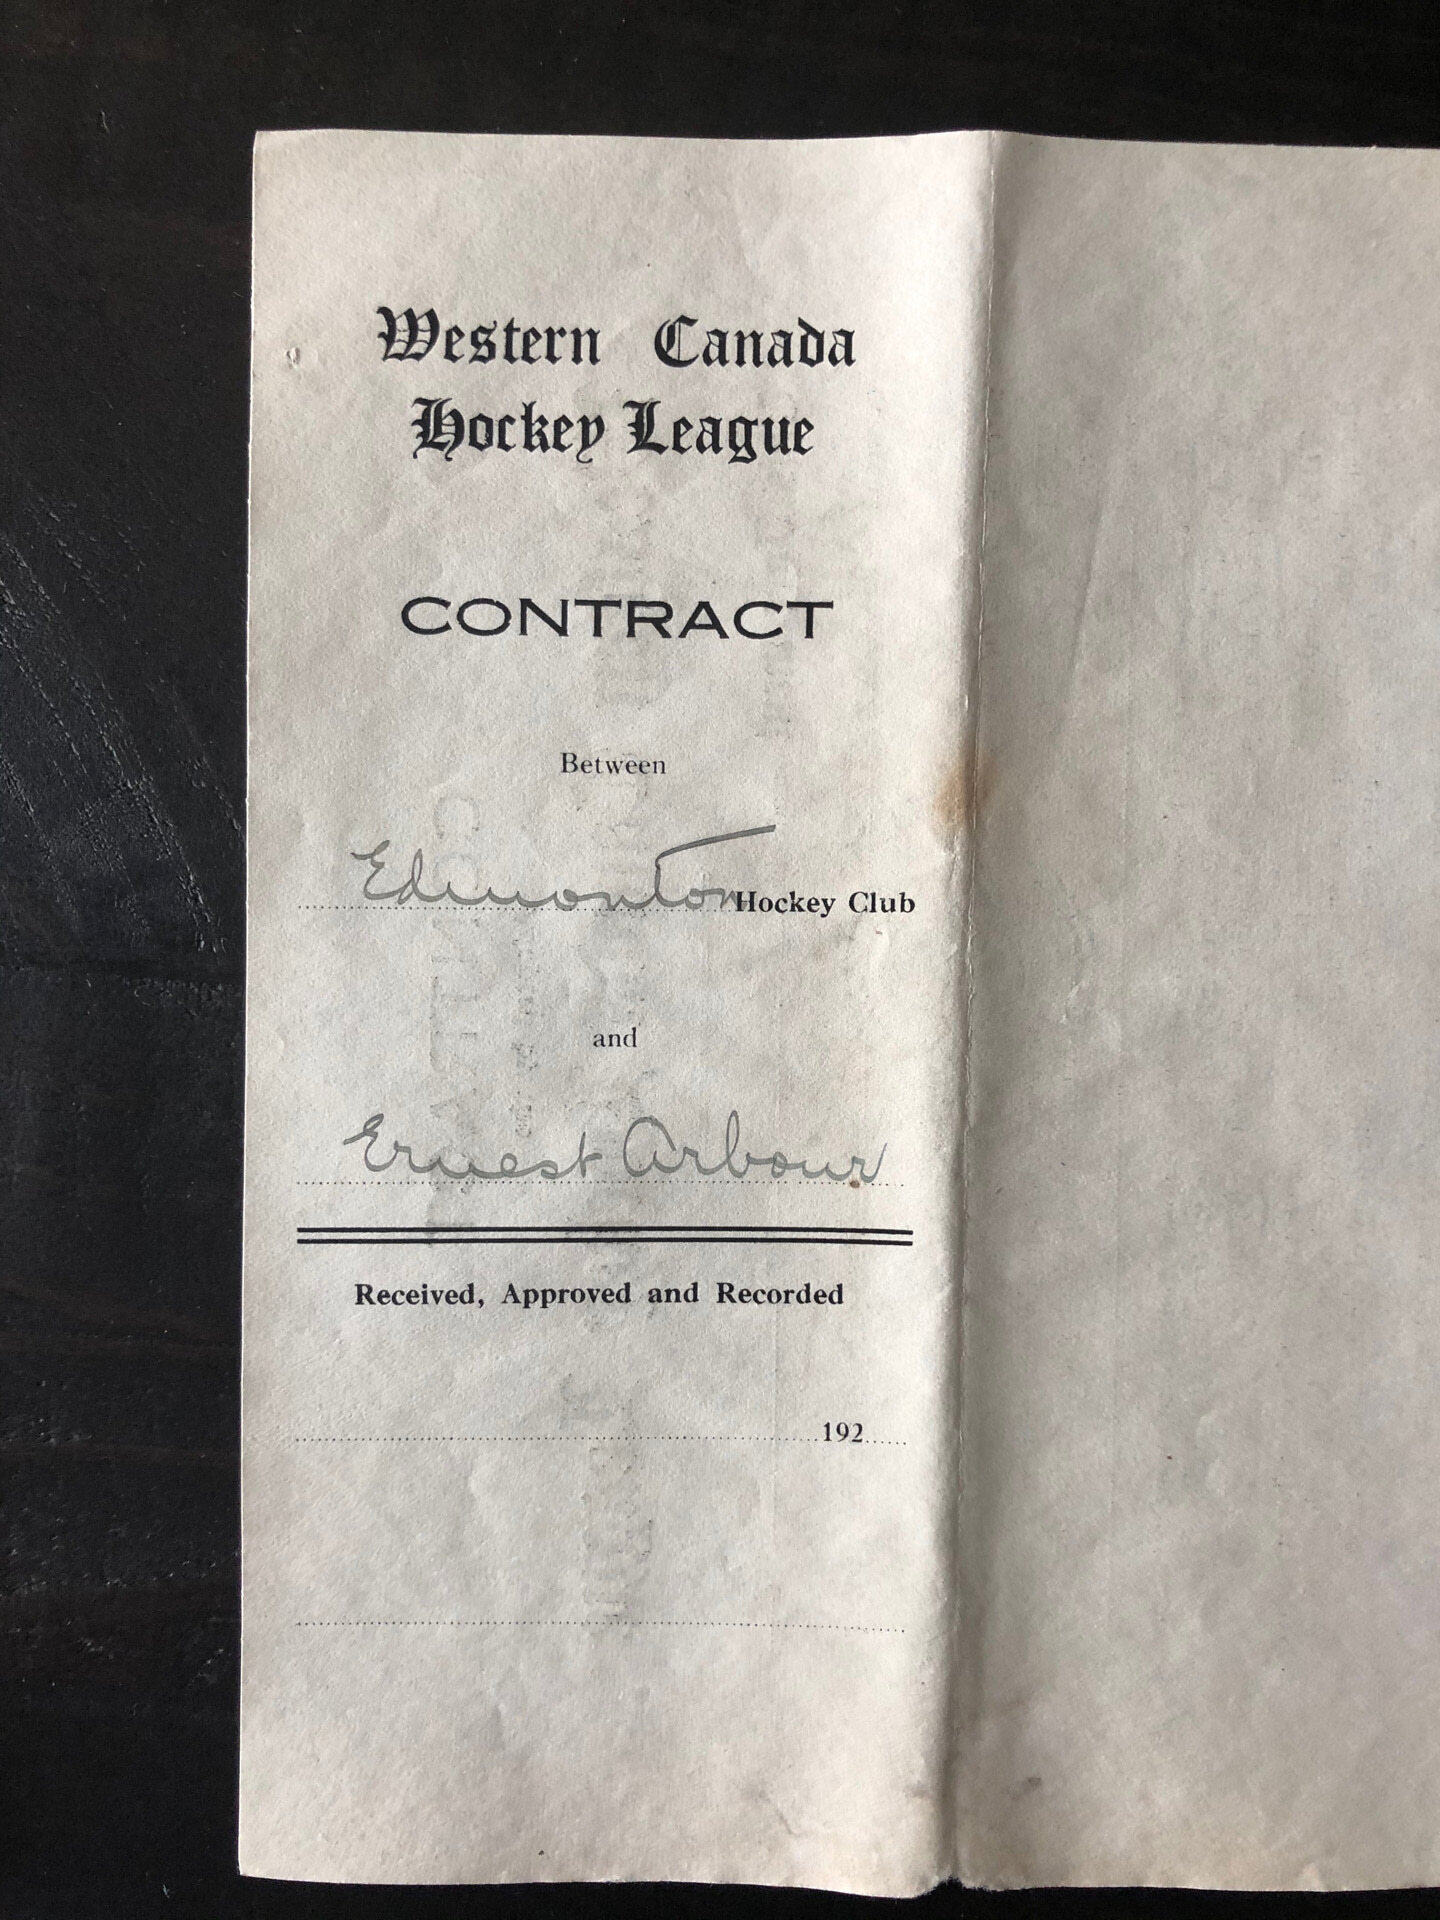 Western Canada
Hockey League
CONTRACT
Between
Edmonton Hockey Club
and
Ernest Arbour
Received, Approved and Recorded
192